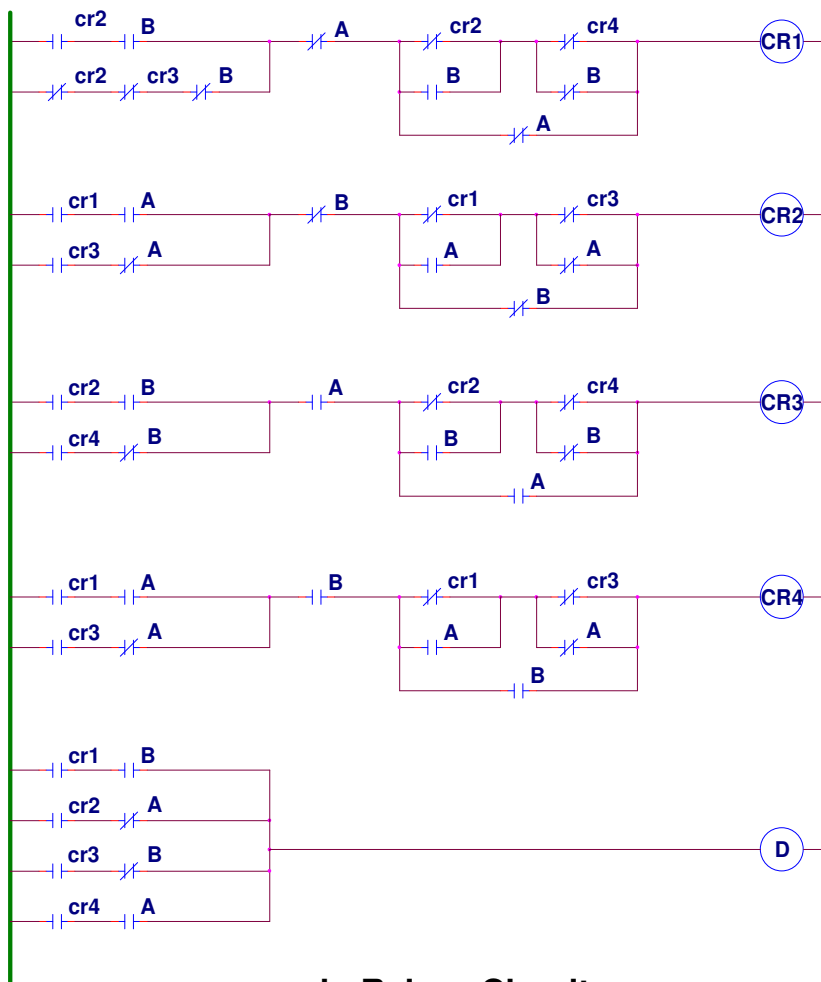 cr2 B A cr2 cr4 CR1
cr2 cr3 B B B
A
cr1 A B cr1 cr3 CR2
cr3 A A A
B
cr2 B A cr2 cr4 CR3
cr4 B B B
A
cr1 A B cr1 cr3 CR4
cr3 A A A
B
cr1 B
cr2 A
D
cr3 B
cr4 A
Circuit